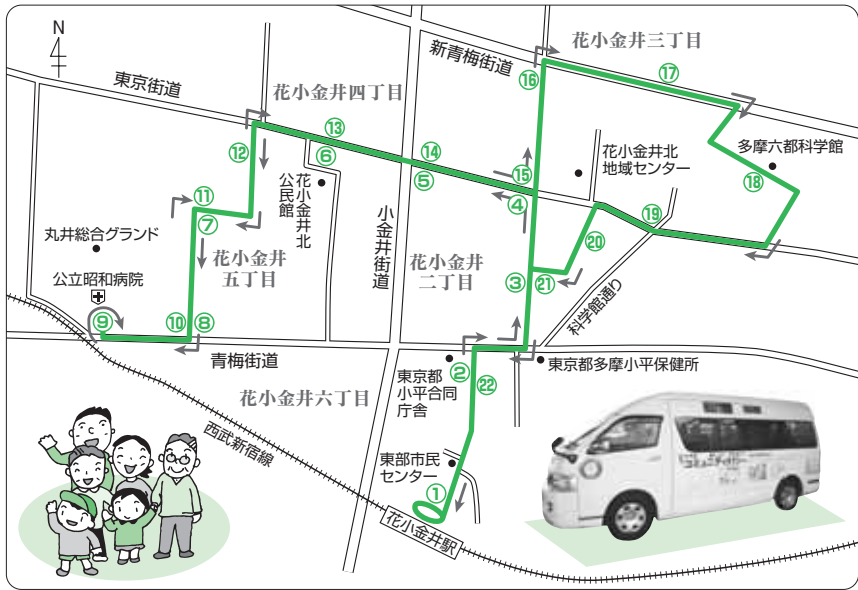 N
新青梅街道
花小金井三丁目
⑯
⑰
東京街道
花小金井四丁目
⑬
⑫
⑥
⑭
⑤
⑮
④
花小金井北
地域センター
多摩六都科学館
⑱
⑪
⑦
花小金井北
公民館
小金井街道
⑲
⑳
㉑
丸井総合グランド
花小金井
五丁目
花小金井
二丁目
③
科学館通り
公立昭和病院
⑨
⑩
⑧
青梅街道
②
㉒
東京都
小平合同
庁舎
東京都多摩小平保健所
花小金井六丁目
西武新宿線
東部市民
センター
①
花小金井駅